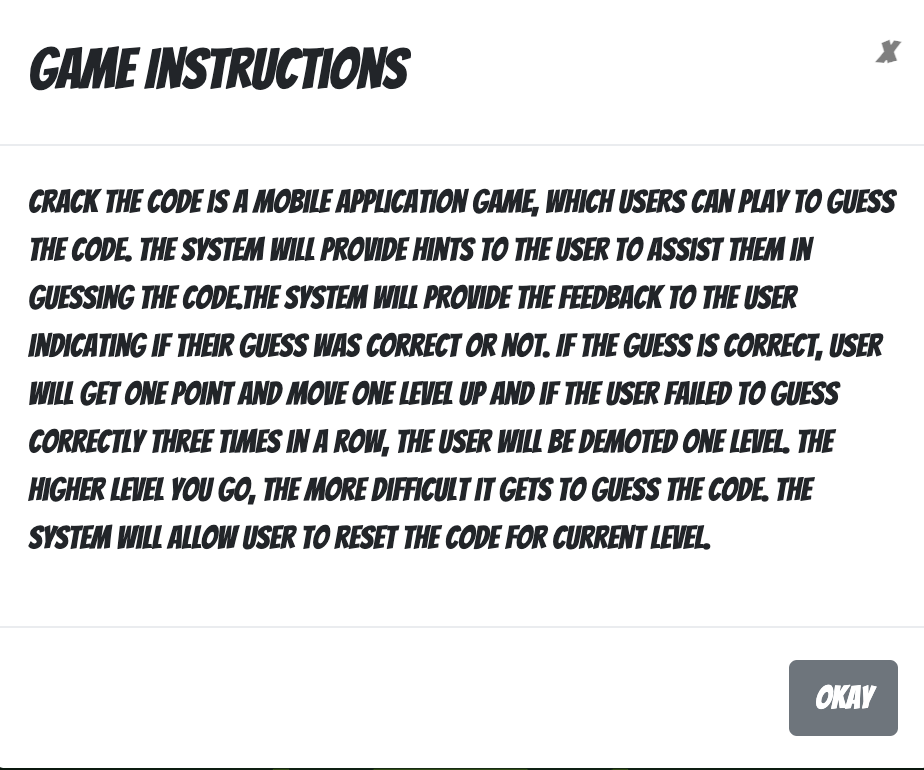 GAME INSTRUCTIONS
X
CRACK THE CODE IS A MOBILE APPLICATION GAME, WHICH USERS CAN PLAY TO GUESS
THE CODE. THE SYSTEM WILL PROVIDE HINTS TO THE USER TO ASSIST THEM IN
GUESSING THE CODE.THE SYSTEM WILL PROVIDE THE FEEDBACK TO THE USER
INDICATING IF THEIR GUESS WAS CORRECT OR NOT. IF THE GUESS IS CORRECT, USER
WILL GET ONE POINT AND MOVE ONE LEVEL UP AND IF THE USER FAILED TO GUESS
CORRECTLY THREE TIMES IN A ROW, THE USER WILL BE DEMOTED ONE LEVEL. THE
HIGHER LEVEL YOU GO, THE MORE DIFFICULT IT GETS TO GUESS THE CODE. THE
SYSTEM WILL ALLOW USER TO RESET THE CODE FOR CURRENT LEVEL.
OKAY